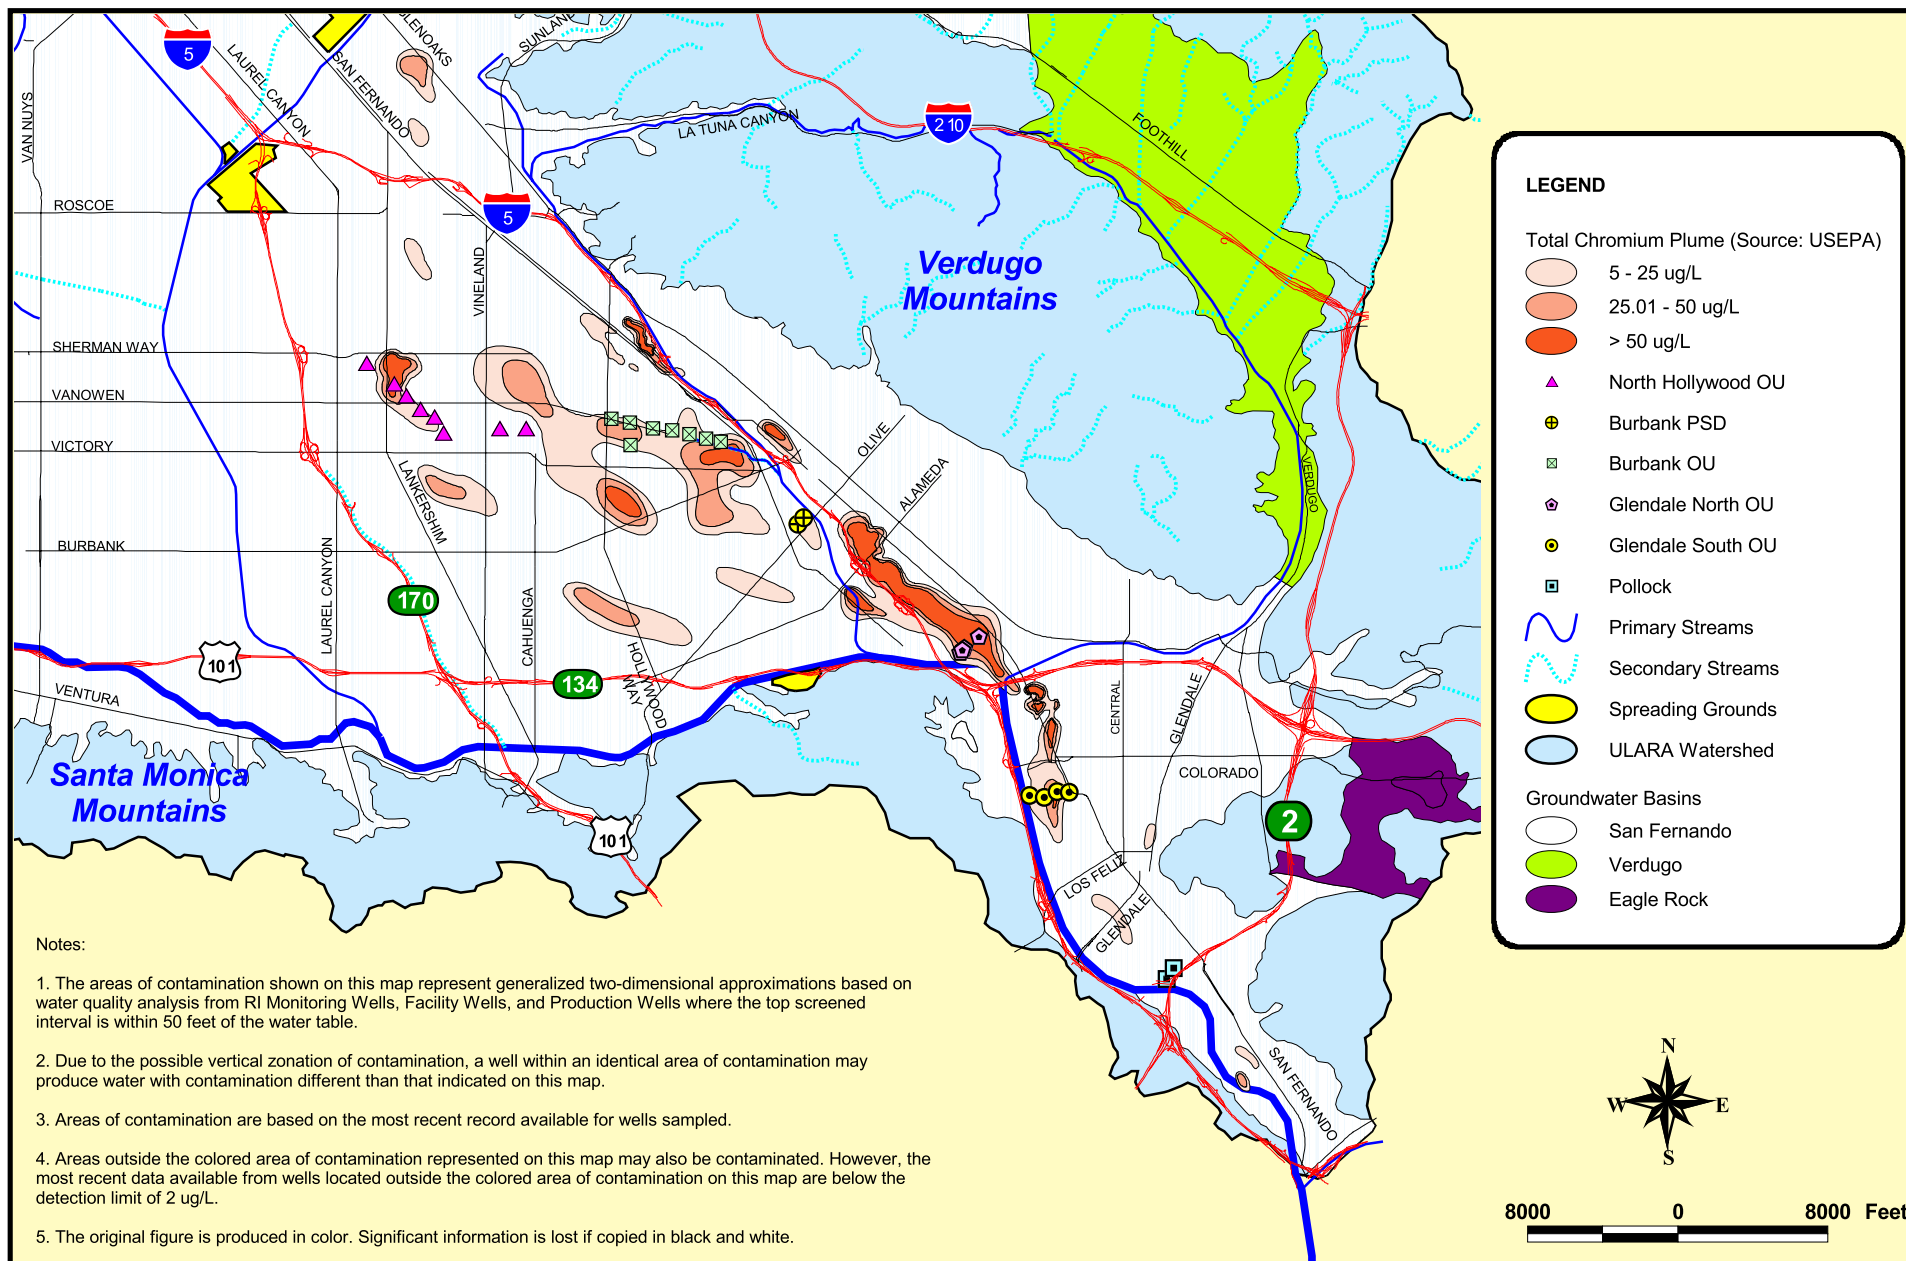 GLENOAKS
SUNLAND
5
LAUREL CANYON
SAN FERNANDO
VAN NUYS
LA TUNA CANYON
2 10
FOOTHILL
ROSCOE
5
VINELAND
Verdugo
Mountains
SHERMAN WAY
VANOWEN
VICTORY
OLIVE
ALAMEDA
LANKERSHIM
VERDUGO
BURBANK
LAUREL CANYON
170
CAHUENGA
HOLLYWOOD
WAY
10 1
134
VENTURA
CENTRAL
GLENDALE
COLORADO
Santa Monica
Mountains
10 1
2
LOS FELIZ
GLENDALE
SAN FERNANDO
LEGEND
Total Chromium Plume (Source: USEPA)
5 - 25 ug/L
25.01 - 50 ug/L
> 50 ug/L
North Hollywood OU
Burbank PSD
Burbank OU
Glendale North OU
Glendale South OU
Pollock
Primary Streams
Secondary Streams
Spreading Grounds
ULARA Watershed
Groundwater Basins
San Fernando
Verdugo
Eagle Rock
Notes:
1. The areas of contamination shown on this map represent generalized two-dimensional approximations based on
water quality analysis from RI Monitoring Wells, Facility Wells, and Production Wells where the top screened
interval is within 50 feet of the water table.
2. Due to the possible vertical zonation of contamination, a well within an identical area of contamination may
produce water with contamination different than that indicated on this map.
3. Areas of contamination are based on the most recent record available for wells sampled.
4. Areas outside the colored area of contamination represented on this map may also be contaminated. However, the
most recent data available from wells located outside the colored area of contamination on this map are below the
detection limit of 2 ug/L.
5. The original figure is produced in color. Significant information is lost if copied in black and white.
N
W E
S
8000 0 8000 Feet